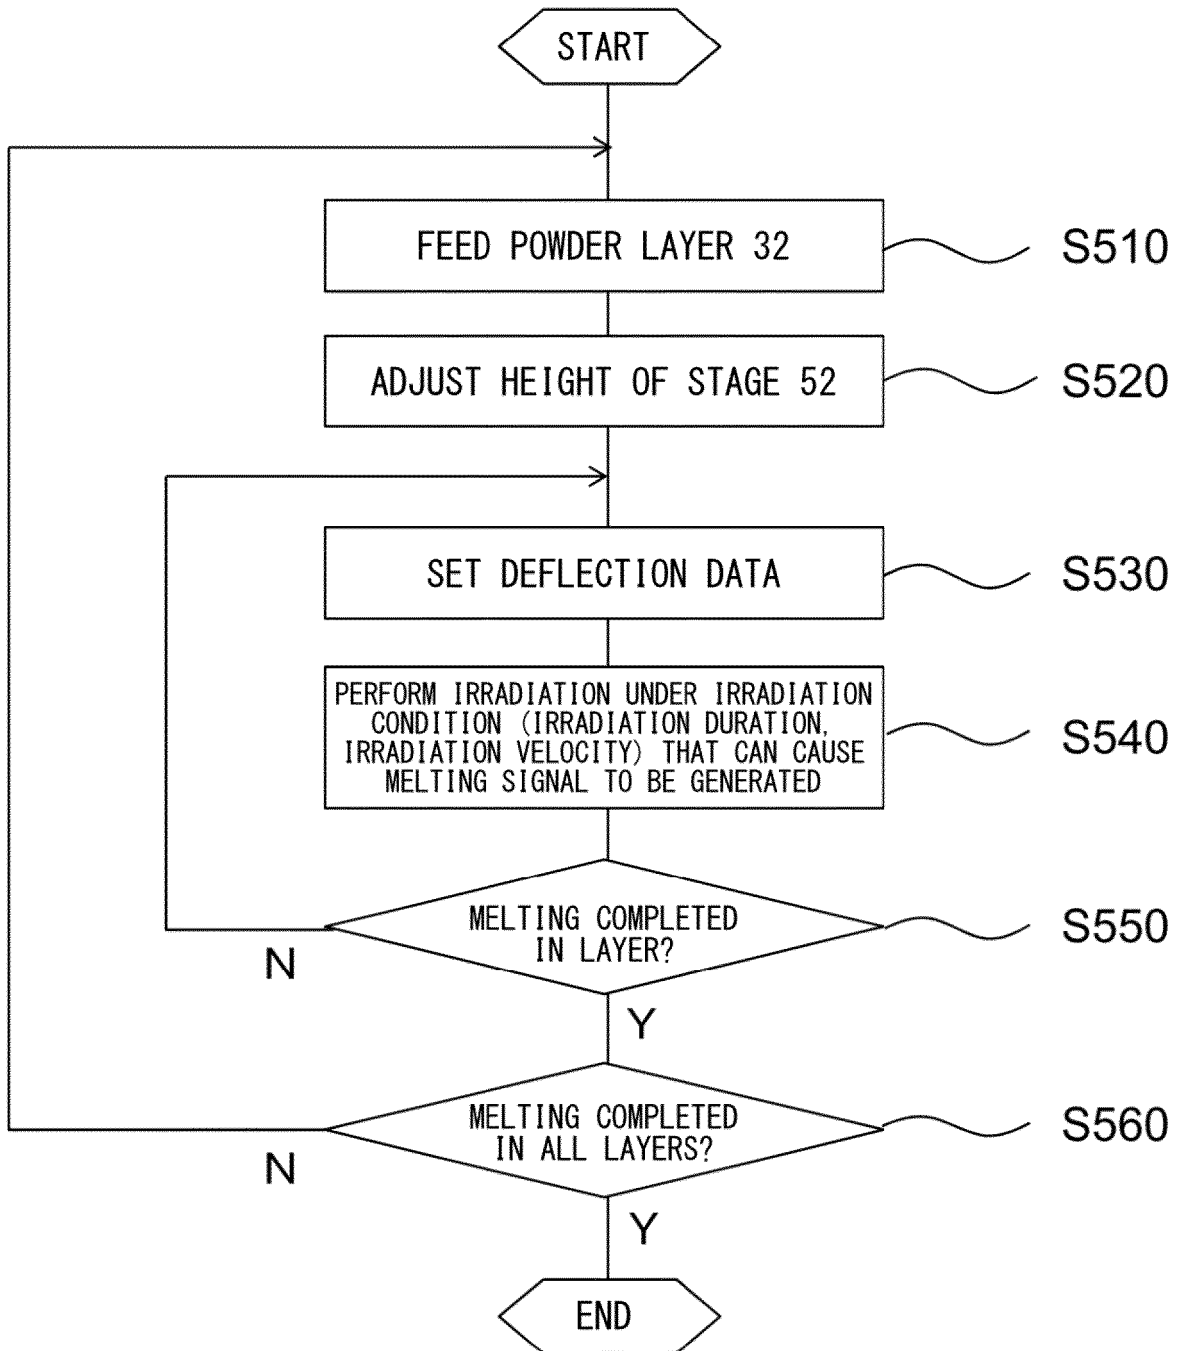 START
FEED POWDER LAYER 32
S510
ADJUST HEIGHT OF STAGE 52
S520
SET DEFLECTION DATA
S530
PERFORM IRRADIATION UNDER IRRADIATION
CONDITION (IRRADIATION DURATION,
IRRADIATION VELOCITY) THAT CAN CAUSE
MELTING SIGNAL TO BE GENERATED
S540
MELTING COMPLETED
IN LAYER?
S550
N
Y
MELTING COMPLETED
IN ALL LAYERS?
S560
N
Y
END